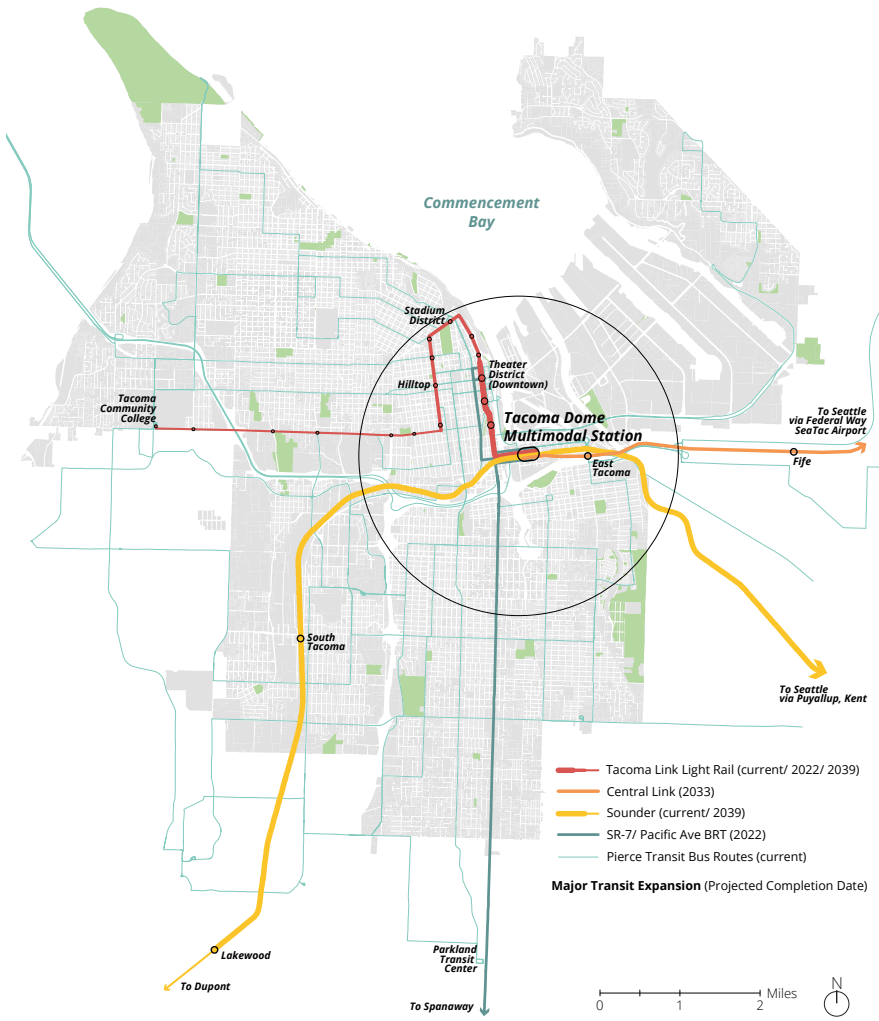 Commencement
Bay
Stadium
District
Theater
District
(Downtown)
Hilltop
Tacoma
Community
College
Tacoma Dome
Multimodal Station
To Seattle
via Federal Way
SeaTac Airport
East
Tacoma
Fife
South
Tacoma
To Seattle
via Puyallup, Kent
Tacoma Link Light Rail (current/ 2022/ 2039)
Central Link (2033)
Sounder (current/ 2039)
SR-7/ Pacific Ave BRT (2022)
Pierce Transit Bus Routes (current)
Major Transit Expansion (Projected Completion Date)
Lakewood
To Dupont
Parkland
Transit
Center
To Spanaway
0 1 2 Miles
N